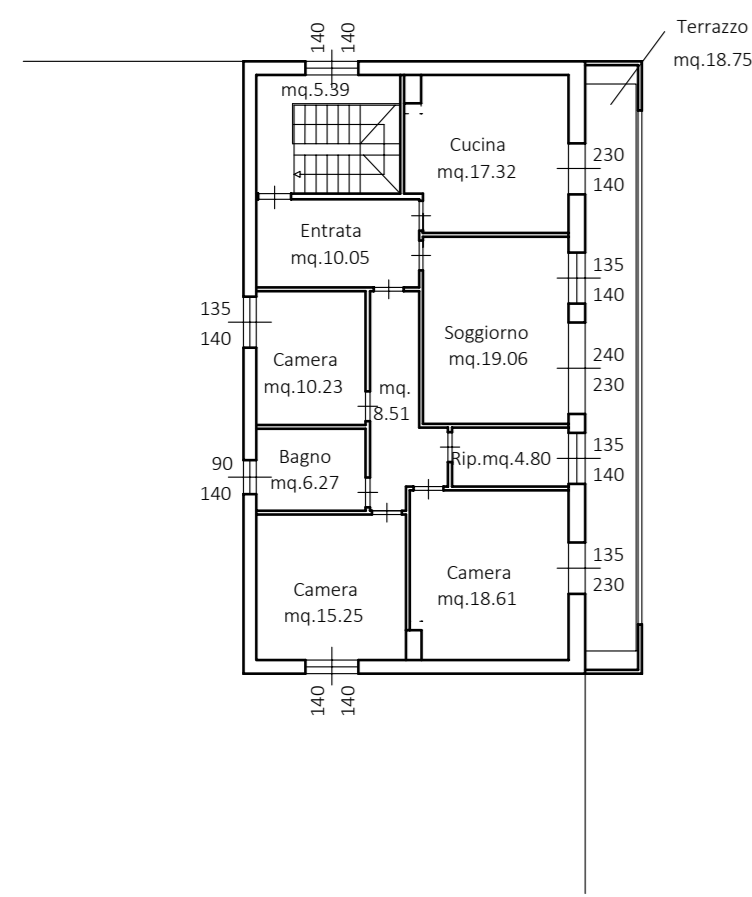 140 140
Terrazzo
mq.18.75
mq.5.39
Cucina
mq.17.32
230
140
Entrata
mq.10.05
135
140
135
140
Soggiorno
mq.19.06
240
230
Camera
mq.10.23
mq.
8.51
Bagno
mq.6.27
90
140
Rip.mq.4.80
135
140
135
230
Camera
mq.18.61
Camera
mq.15.25
140 140